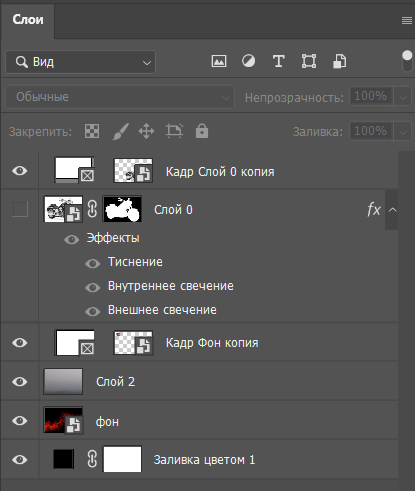 Слои
Вид
Обычные Непрозрачность: 100%
Закрепить: Заливка: 100%
Кадр Слой 0 копия
Слой 0 fx
Эффекты
Тиснение
Внутреннее свечение
Внешнее свечение
Кадр Фон копия
Слой 2
фон
Заливка цветом 1